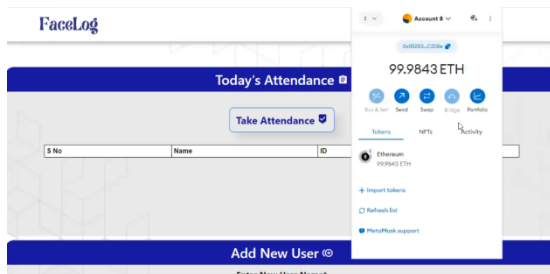 FaceLog
Account 8
99.9843 ETH
Today's Attendance
Buy & Sell Send Swap Bridge Portfolio
Take Attendance
Tokens NFTs Activity
S No Name ID
Ethereum
99.9843 ETH
+ Import tokens
Refresh list
MetaMask support
Add New User